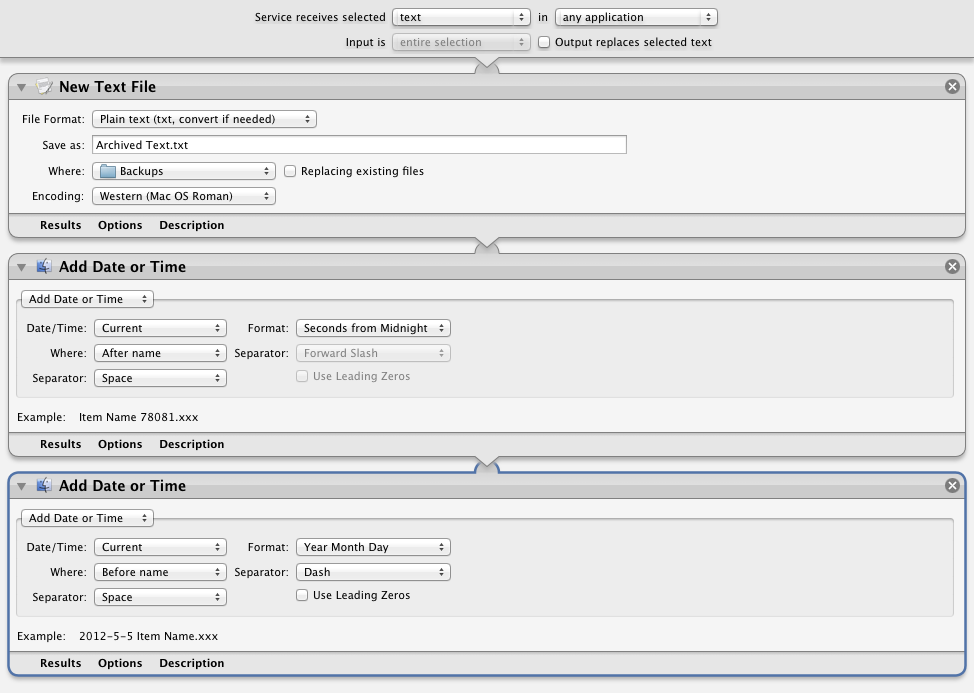 Service receives selected text in any application
Input is entire selection Output replaces selected text
New Text File
File Format: Plain text (txt, convert if needed)
Save as: Archived Text.txt
Where: Backups Replacing existing files
Encoding: Western (Mac OS Roman)
Results Options Description
Add Date or Time
Add Date or Time
Date/Time: Current Format: Seconds from Midnight
Where: After name Separator: Forward Slash
Separator: Space Use Leading Zeros
Example: Item Name 78081.xxx
Results Options Description
Add Date or Time
Add Date or Time
Date/Time: Current Format: Year Month Day
Where: Before name Separator: Dash
Separator: Space Use Leading Zeros
Example: 2012-5-5 Item Name.xxx
Results Options Description